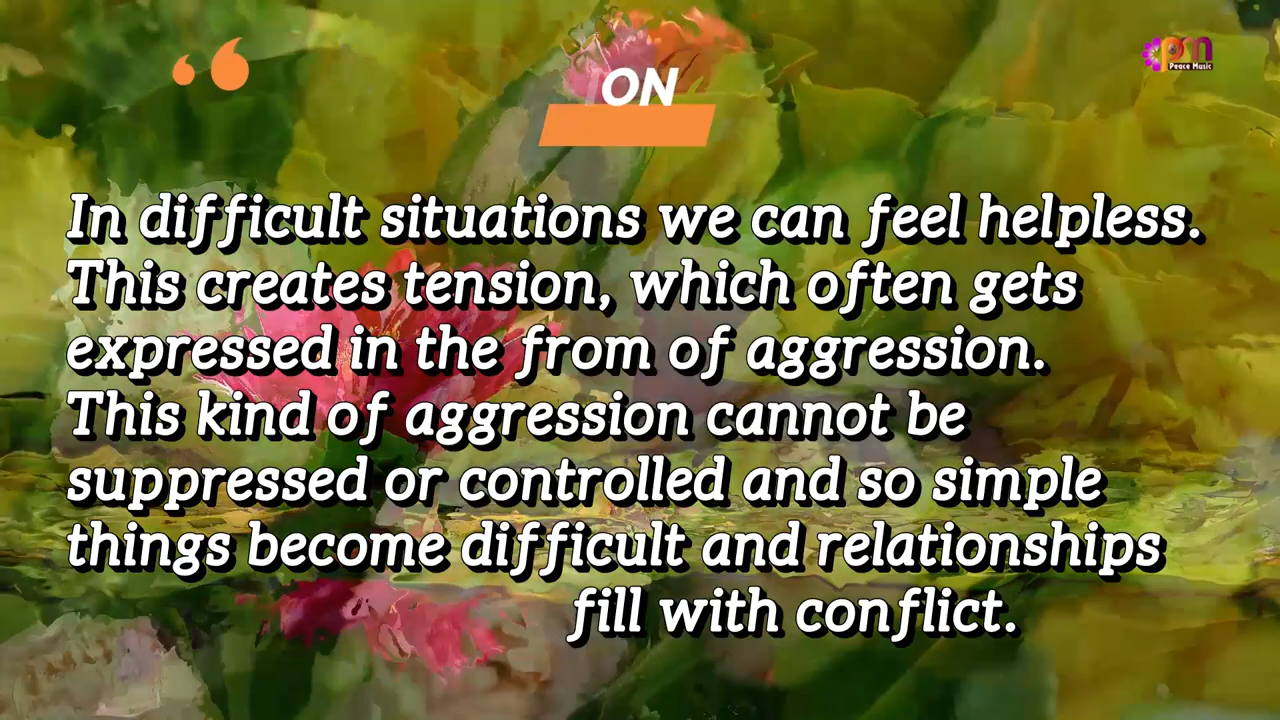 ON
psm
Peace Music
In difficult situations we can feel helpless.
This creates tension, which often gets
expressed in the from of aggression.
This kind of aggression cannot be
suppressed or controlled and so simple
things become difficult and relationships
fill with conflict.